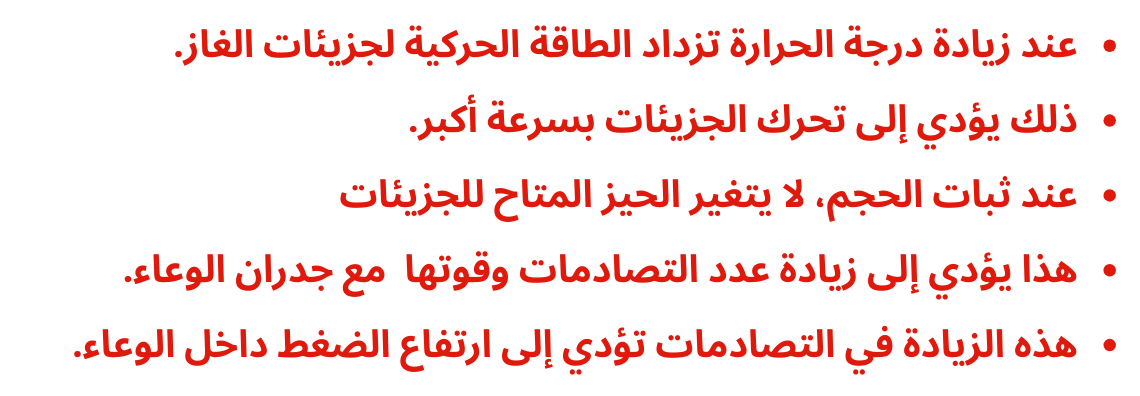 • عند زيادة درجة الحرارة تزداد الطاقة الحركية لجزيئات الغاز.
• ذلك يؤدي إلى تحرك الجزيئات بسرعة أكبر.
• عند ثبات الحجم، لا يتغير الحيز المتاح للجزيئات
• هذا يؤدي إلى زيادة عدد التصادمات وقوتها مع جدران الوعاء.
• هذه الزيادة في التصادمات تؤدي إلى ارتفاع الضغط داخل الوعاء.